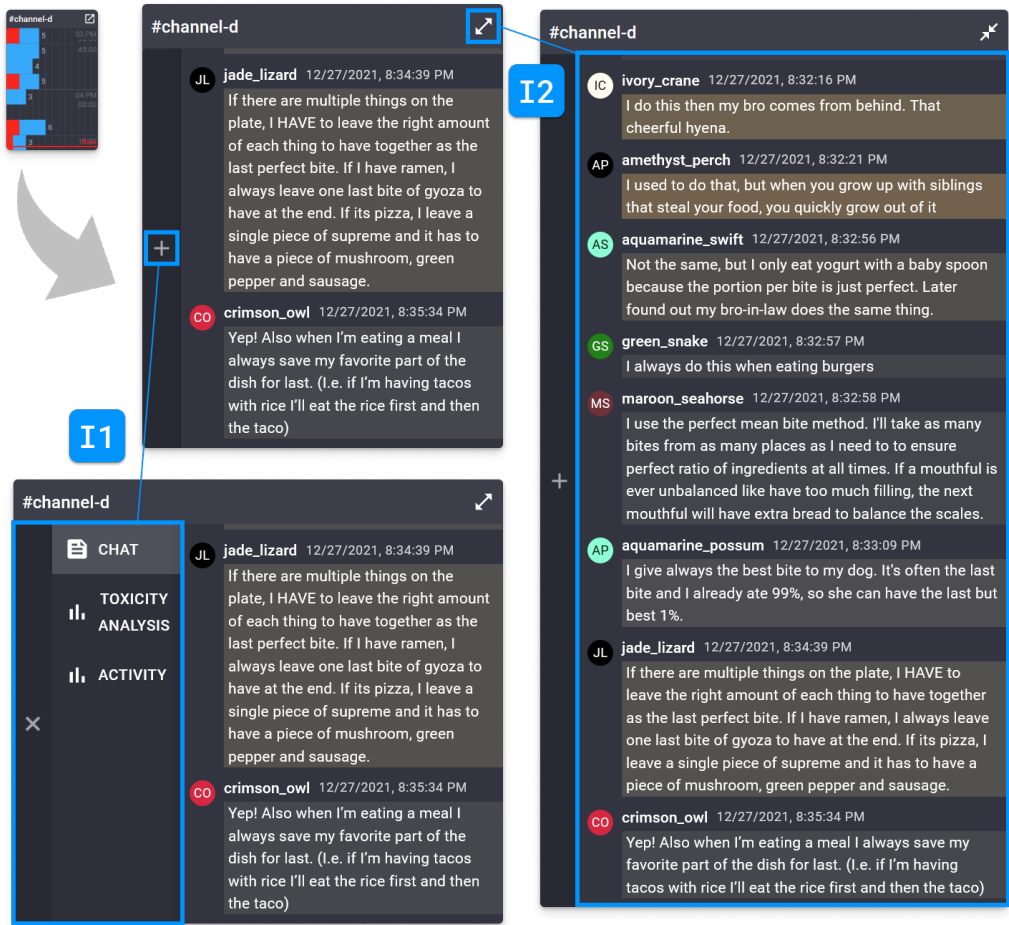 #channel-d
5
03 PM
5
45:00
4
5
3
04 PM
00:00
6
3
#channel-d
JL
jade_lizard 12/27/2021, 8:34:39 PM
If there are multiple things on the
plate, I HAVE to leave the right amount
of each thing to have together as the
last perfect bite. If I have ramen, I
always leave one last bite of gyoza to
have at the end. If its pizza, I leave a
single piece of supreme and it has to
have a piece of mushroom, green
pepper and sausage.
CO
crimson_owl 12/27/2021, 8:35:34 PM
Yep! Also when I’m eating a meal I
always save my favorite part of the
dish for last. (I.e. if I’m having tacos
with rice I’ll eat the rice first and then
the taco)
I1
#channel-d
CHAT
TOXICITY
ANALYSIS
ACTIVITY
JL
jade_lizard 12/27/2021, 8:34:39 PM
If there are multiple things on the
plate, I HAVE to leave the right amount
of each thing to have together as the
last perfect bite. If I have ramen, I
always leave one last bite of gyoza to
have at the end. If its pizza, I leave a
single piece of supreme and it has to
have a piece of mushroom, green
pepper and sausage.
CO
crimson_owl 12/27/2021, 8:35:34 PM
Yep! Also when I’m eating a meal I
always save my favorite part of the
dish for last. (I.e. if I’m having tacos
with rice I’ll eat the rice first and then
the taco)
I2
#channel-d
IC
ivory_crane 12/27/2021, 8:32:16 PM
I do this then my bro comes from behind. That
cheerful hyena.
AP
amethyst_perch 12/27/2021, 8:32:21 PM
I used to do that, but when you grow up with siblings
that steal your food, you quickly grow out of it
AS
aquamarine_swift 12/27/2021, 8:32:56 PM
Not the same, but I only eat yogurt with a baby spoon
because the portion per bite is just perfect. Later
found out my bro-in-law does the same thing.
GS
green_snake 12/27/2021, 8:32:57 PM
I always do this when eating burgers
MS
maroon_seahorse 12/27/2021, 8:32:58 PM
I use the perfect mean bite method. I'll take as many
bites from as many places as I need to to ensure
perfect ratio of ingredients at all times. If a mouthful is
ever unbalanced like have too much filling, the next
mouthful will have extra bread to balance the scales.
AP
aquamarine_possum 12/27/2021, 8:33:09 PM
I give always the best bite to my dog. It's often the last
bite and I already ate 99%, so she can have the last but
best 1%.
JL
jade_lizard 12/27/2021, 8:34:39 PM
If there are multiple things on the plate, I HAVE to
leave the right amount of each thing to have together
as the last perfect bite. If I have ramen, I always leave
one last bite of gyoza to have at the end. If its pizza, I
leave a single piece of supreme and it has to have a
piece of mushroom, green pepper and sausage.
CO
crimson_owl 12/27/2021, 8:35:34 PM
Yep! Also when I’m eating a meal I always save my
favorite part of the dish for last. (I.e. if I’m having
tacos with rice I’ll eat the rice first and then the taco)